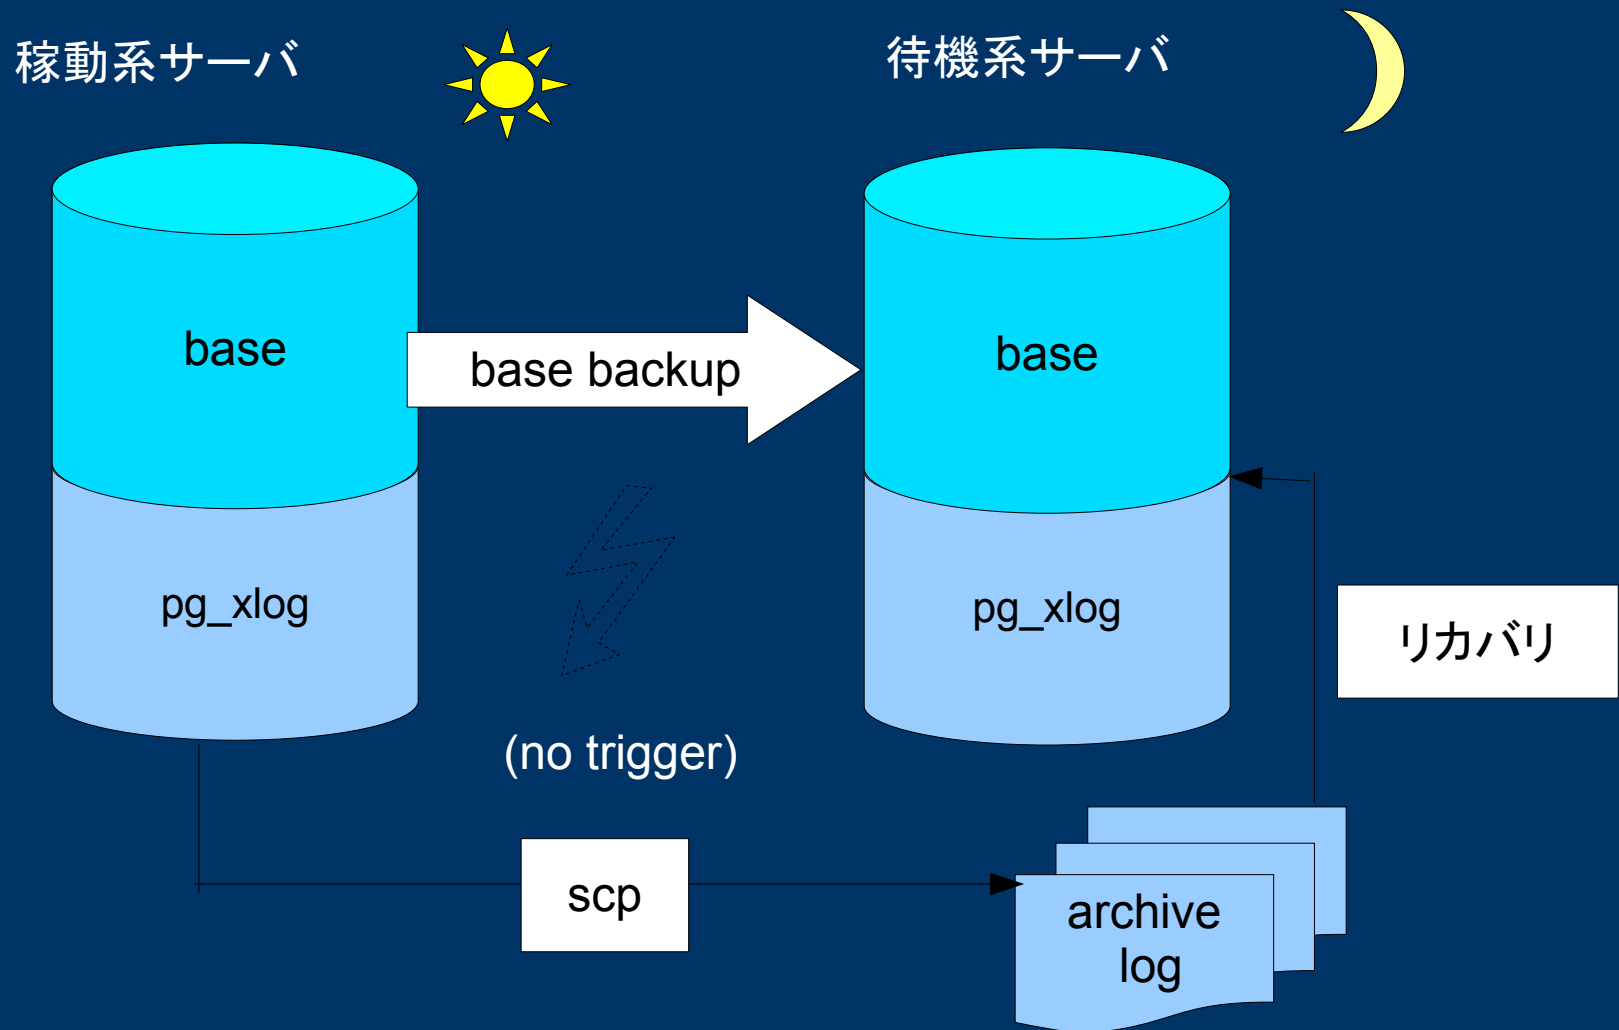 稼動系サーバ
待機系サーバ
base
base backup
base
pg_xlog
pg_xlog
リカバリ
(no trigger)
scp
archive
log